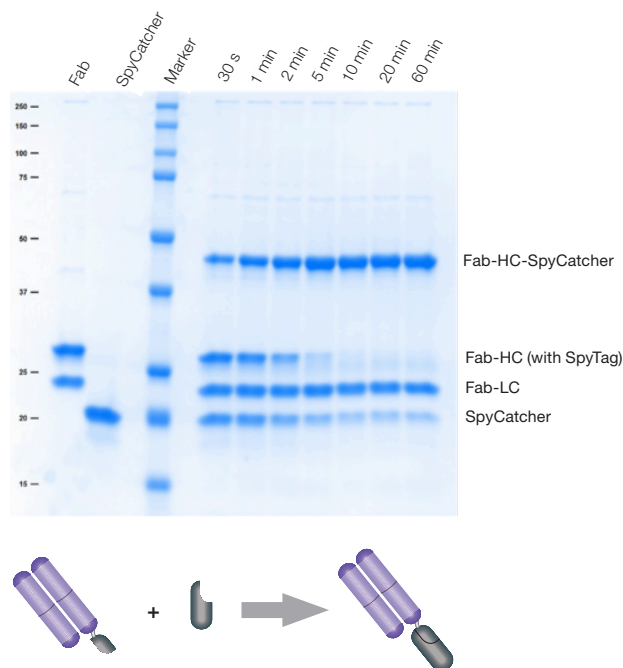 Fab SpyCatcher Marker 30 s 1 min 2 min 5 min 10 min 20 min 60 min
250
150
100
75
50
Fab-HC-SpyCatcher
37
Fab-HC (with SpyTag)
25
Fab-LC
20
SpyCatcher
15
+